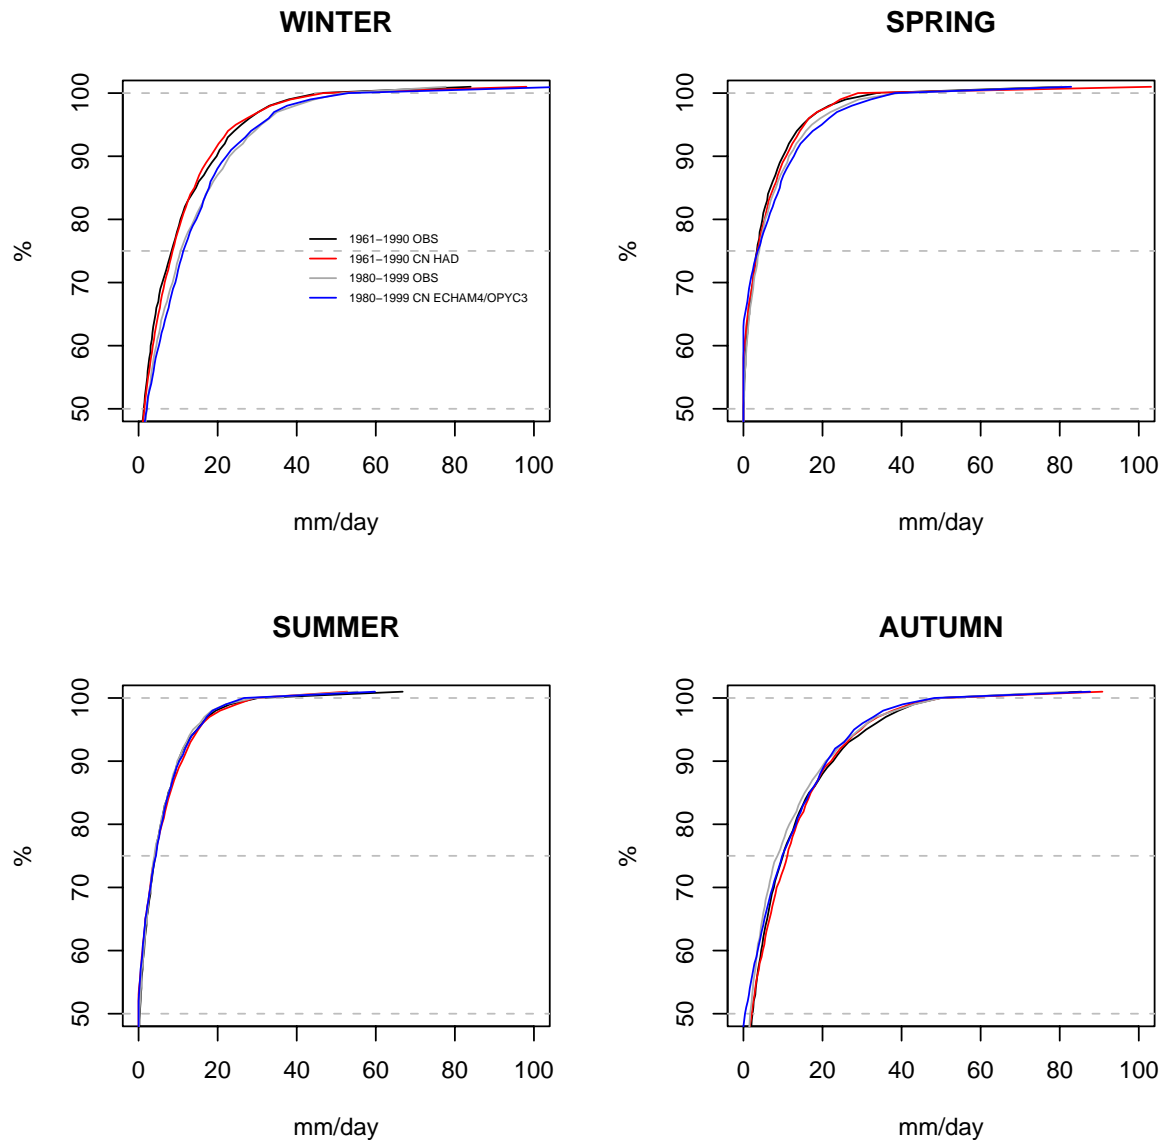 WINTER
%
100
90
80
70
60
50
0 20 40 60 80 100
mm/day
1961−1990 OBS
1961−1990 CN HAD
1980−1999 OBS
1980−1999 CN ECHAM4/OPYC3
SPRING
%
100
90
80
70
60
50
0 20 40 60 80 100
mm/day
SUMMER
%
100
90
80
70
60
50
0 20 40 60 80 100
mm/day
AUTUMN
%
100
90
80
70
60
50
0 20 40 60 80 100
mm/day